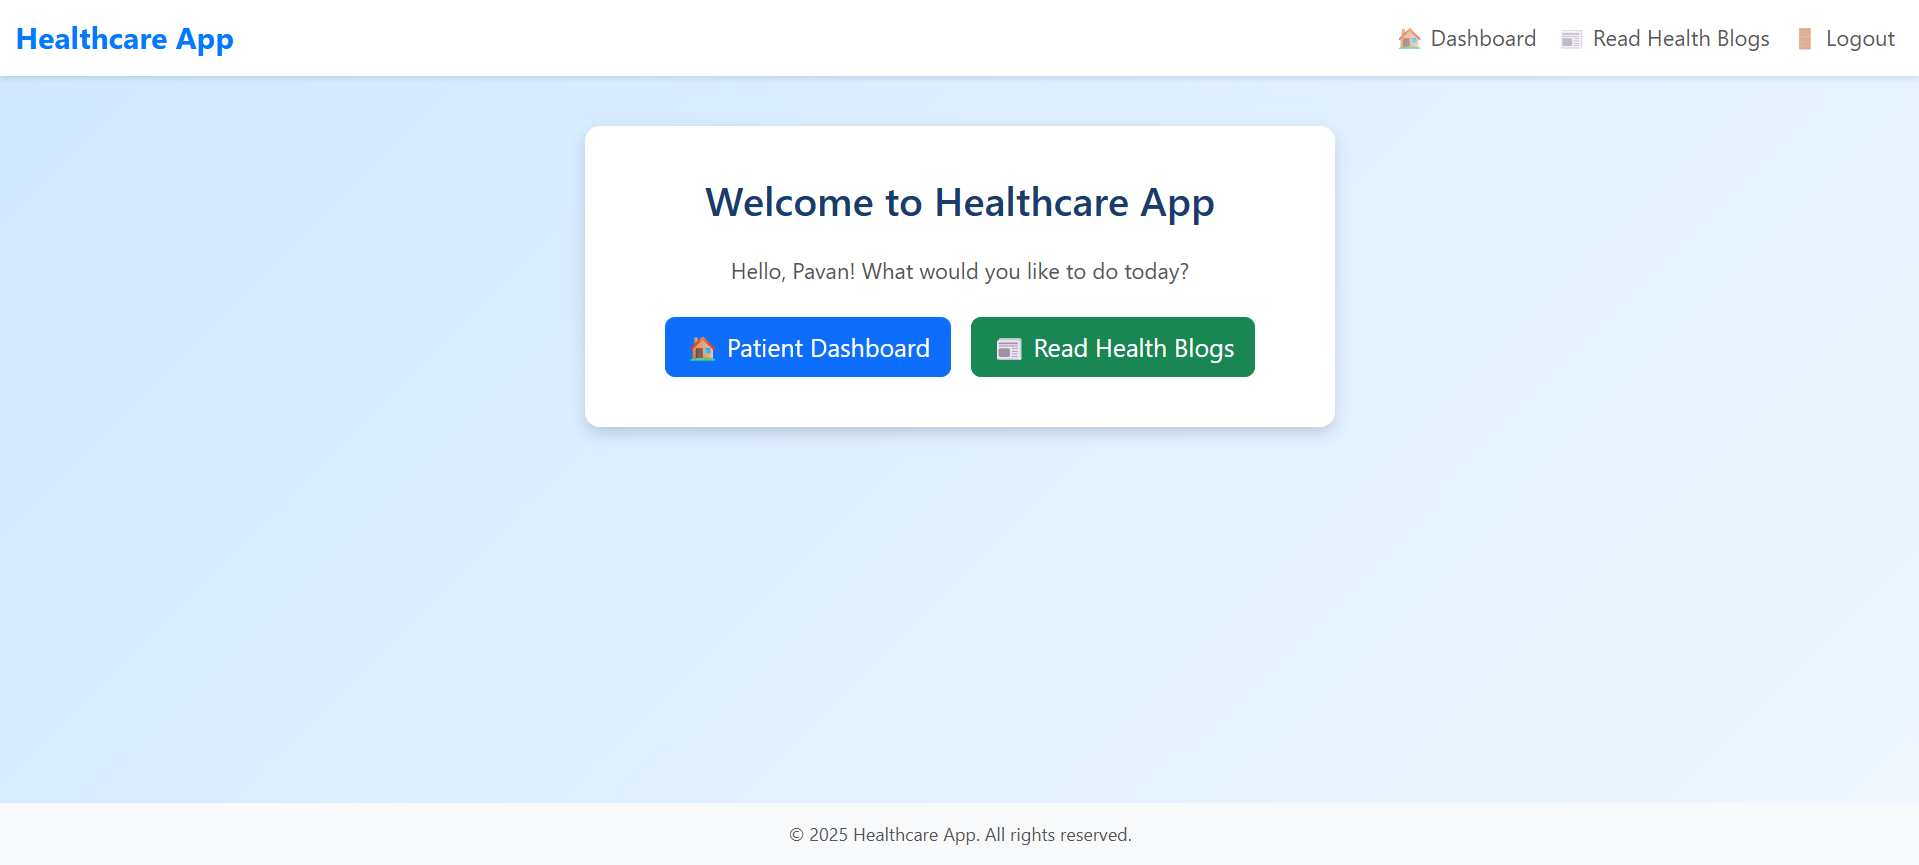 Healthcare App
Dashboard Read Health Blogs Logout
Welcome to Healthcare App
Hello, Pavan! What would you like to do today?
Patient Dashboard Read Health Blogs
© 2025 Healthcare App. All rights reserved.